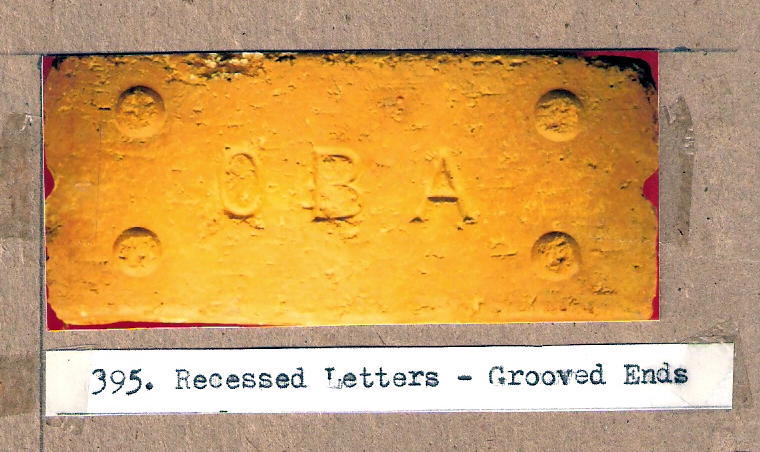 O B A
395. Recessed Letters - Grooved Ends